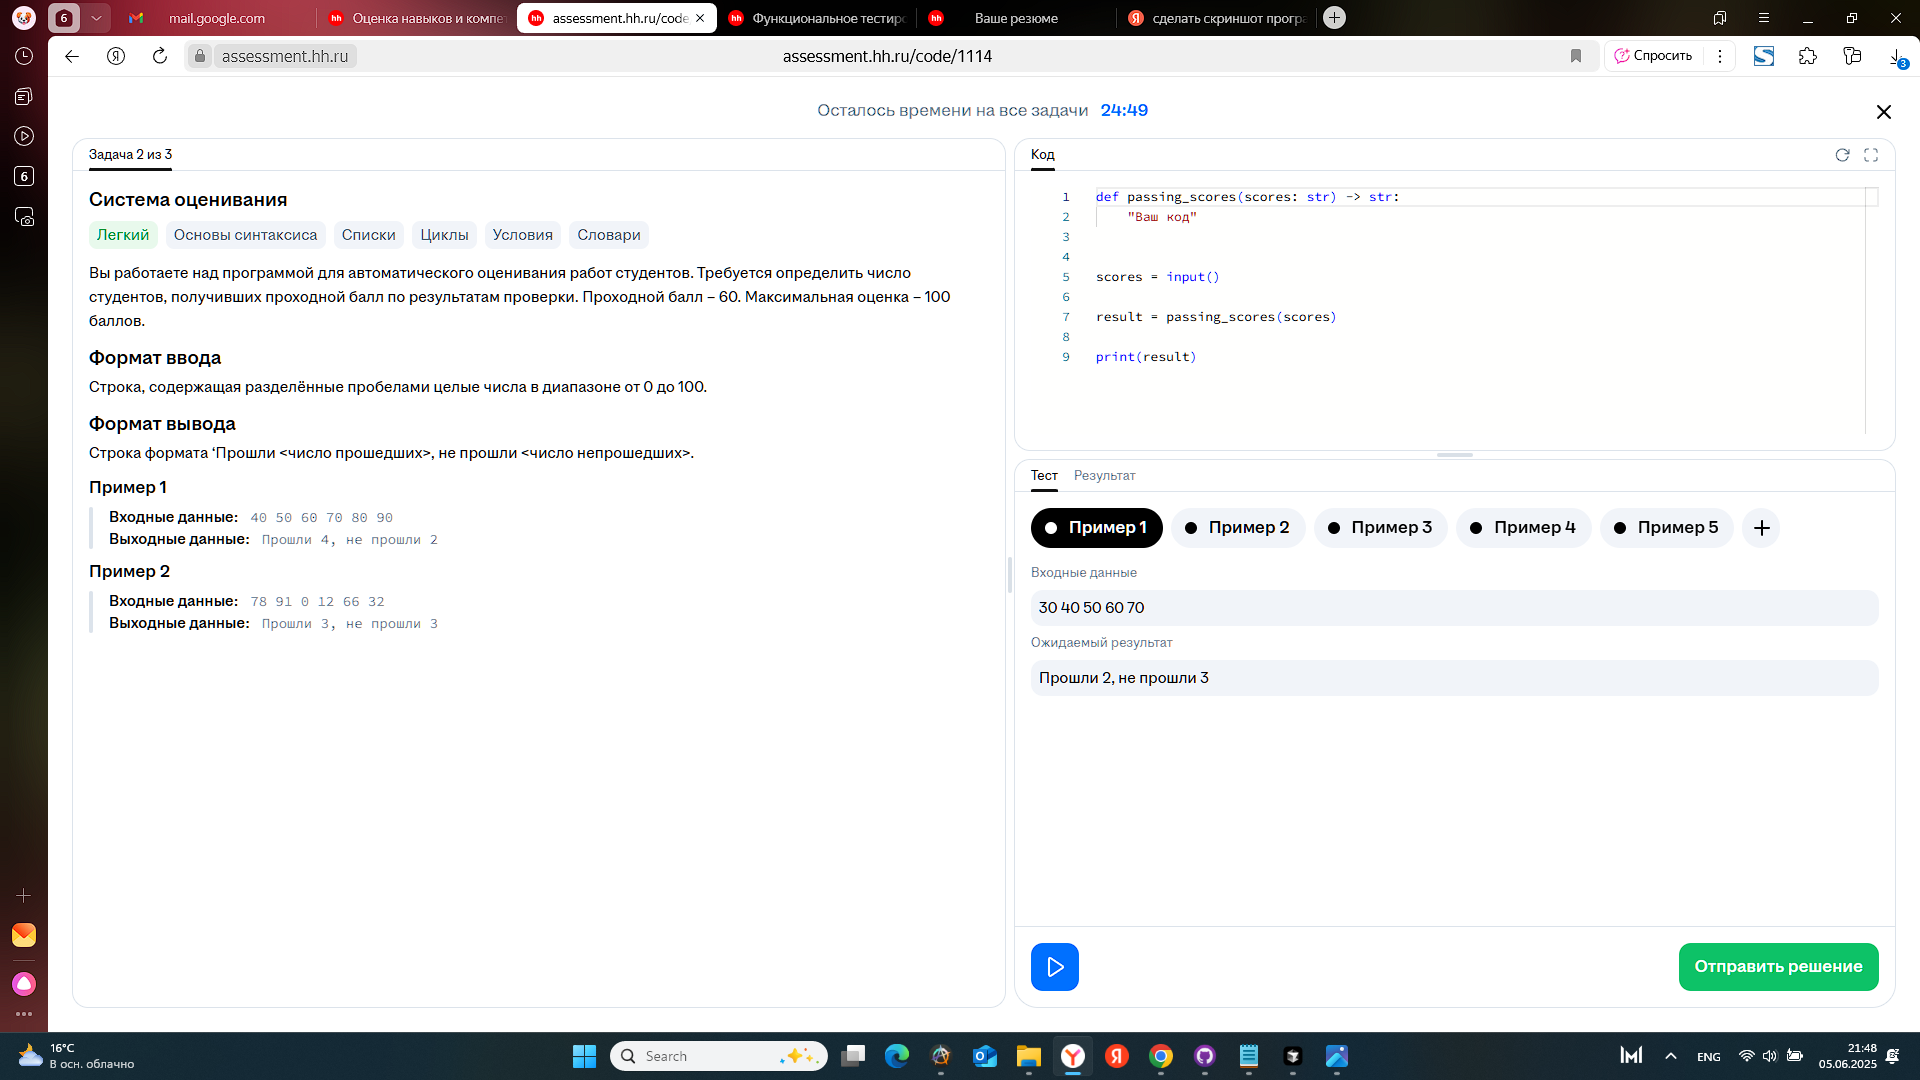 6
mail.google.com
Оценка навыков и компе
assessment.hh.ru/code
Функциональное тестиро
Ваше резюме
сделать скриншот програ
assessment.hh.ru
assessment.hh.ru/code/1114
Спросить
3
6
Осталось времени на все задачи 24:49
Задача 2 из 3
Система оценивания
Легкий Основы синтаксиса Списки Циклы Условия Словари
Вы работаете над программой для автоматического оценивания работ студентов. Требуется определить число
студентов, получивших проходной балл по результатам проверки. Проходной балл – 60. Максимальная оценка – 100
баллов.
Формат ввода
Строка, содержащая разделённые пробелами целые числа в диапазоне от 0 до 100.
Формат вывода
Строка формата ‘Прошли <число прошедших>, не прошли <число непрошедших>.
Пример 1
Входные данные: 40 50 60 70 80 90
Выходные данные: Прошли 4, не прошли 2
Пример 2
Входные данные: 78 91 0 12 66 32
Выходные данные: Прошли 3, не прошли 3
Код
1 def passing_scores(scores: str) -> str:
2 "Ваш код"
3
4
5 scores = input()
6
7 result = passing_scores(scores)
8
9 print(result)
Тест Результат
Пример 1 Пример 2 Пример 3 Пример 4 Пример 5
Входные данные
30 40 50 60 70
Ожидаемый результат
Прошли 2, не прошли 3
Отправить решение
16°C
В осн. облачно
Search
ENG
21:48
05.06.2025